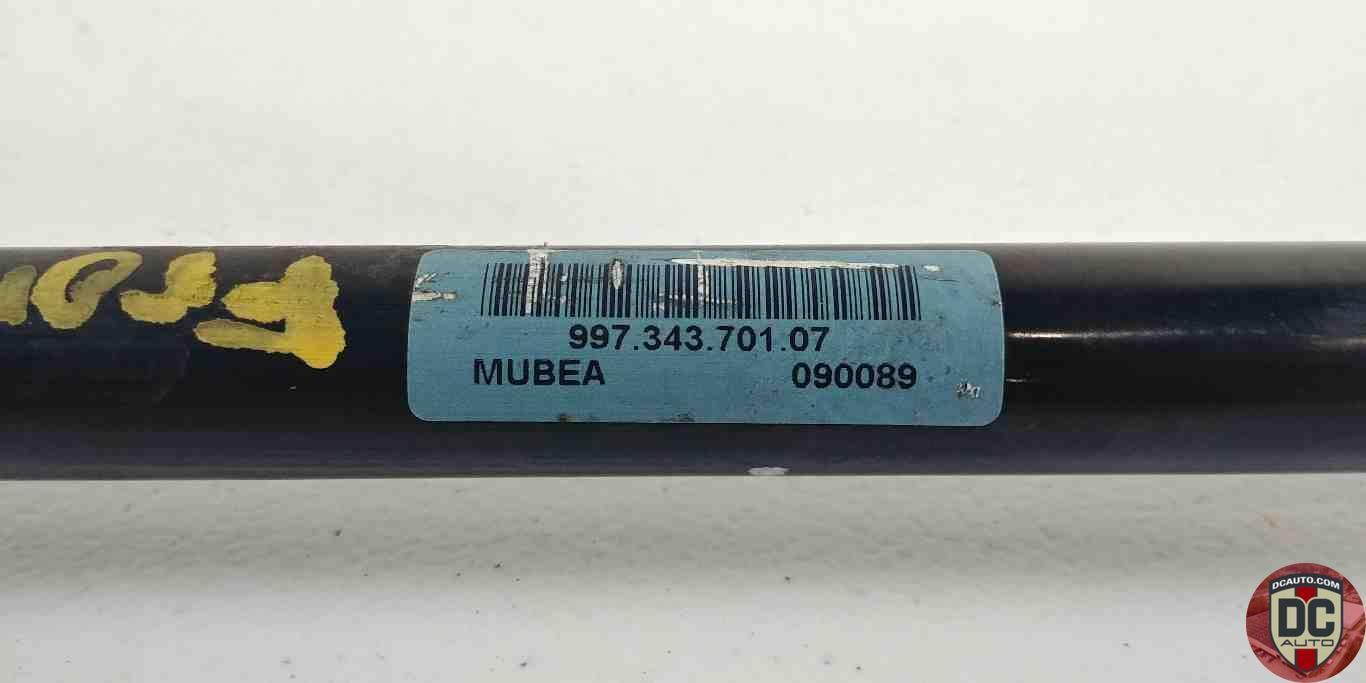 997.343.701.07
MUBEA 090089
DCAUTO.COM
DC
AUTO